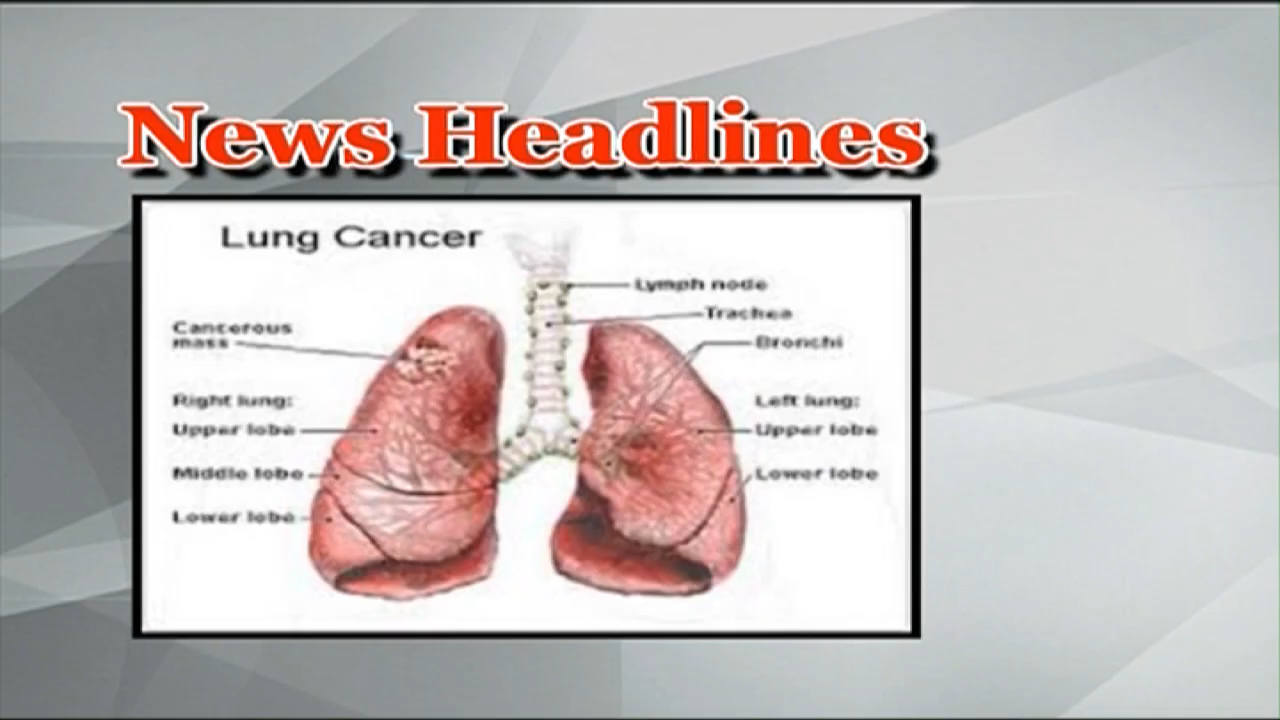 News Headlines
Lung Cancer
Lymph node
Trachea
Cancerous
mass
Bronchi
Right lung:
Upper lobe
Middle lobe
Lower lobe
Left lung:
Upper lobe
Lower lobe